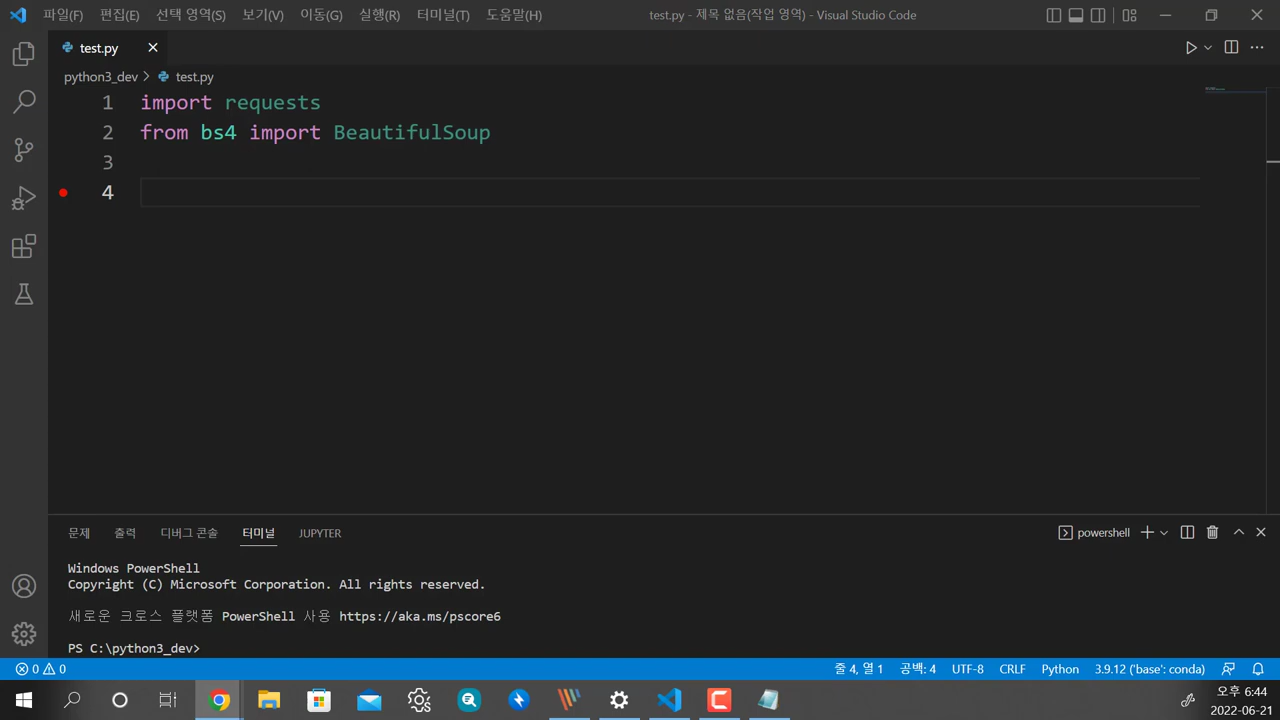 파일(F) 편집(E) 선택 영역(S) 보기(V) 이동(G) 실행(R) 터미널(T) 도움말(H) test.py - 제목 없음(작업 영역) - Visual Studio Code
test.py
python3_dev > test.py
1 import requests
2 from bs4 import BeautifulSoup
3
4
문제 출력 디버그 콘솔 터미널 JUPYTER powershell
Windows PowerShell
Copyright (C) Microsoft Corporation. All rights reserved.
새로운 크로스 플랫폼 PowerShell 사용 https://aka.ms/pscore6
PS C:\python3_dev>
0 0 줄 4, 열 1 공백: 4 UTF-8 CRLF Python 3.9.12 ('base': conda)
오후 6:44
2022-06-21